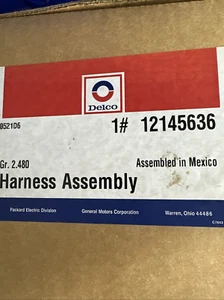 Delco
8521D6
1# 12145636
Gr. 2.480
Assembled in Mexico
Harness Assembly
Packard Electric Division
General Motors Corporation
Warren, Ohio 44486